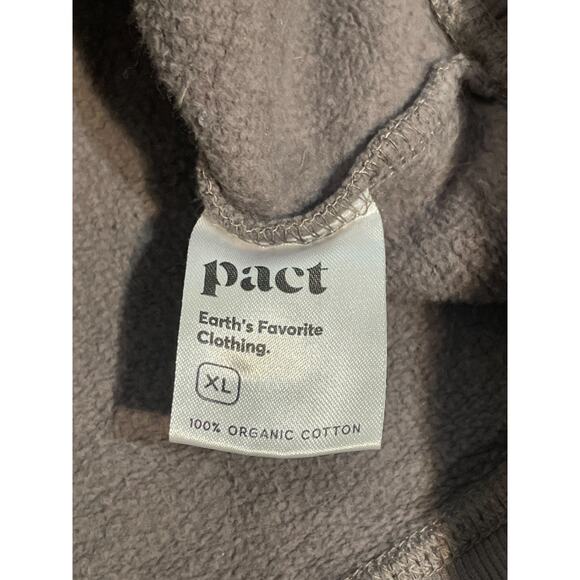 pact
Earth's Favorite
Clothing.
XL
100% ORGANIC COTTON